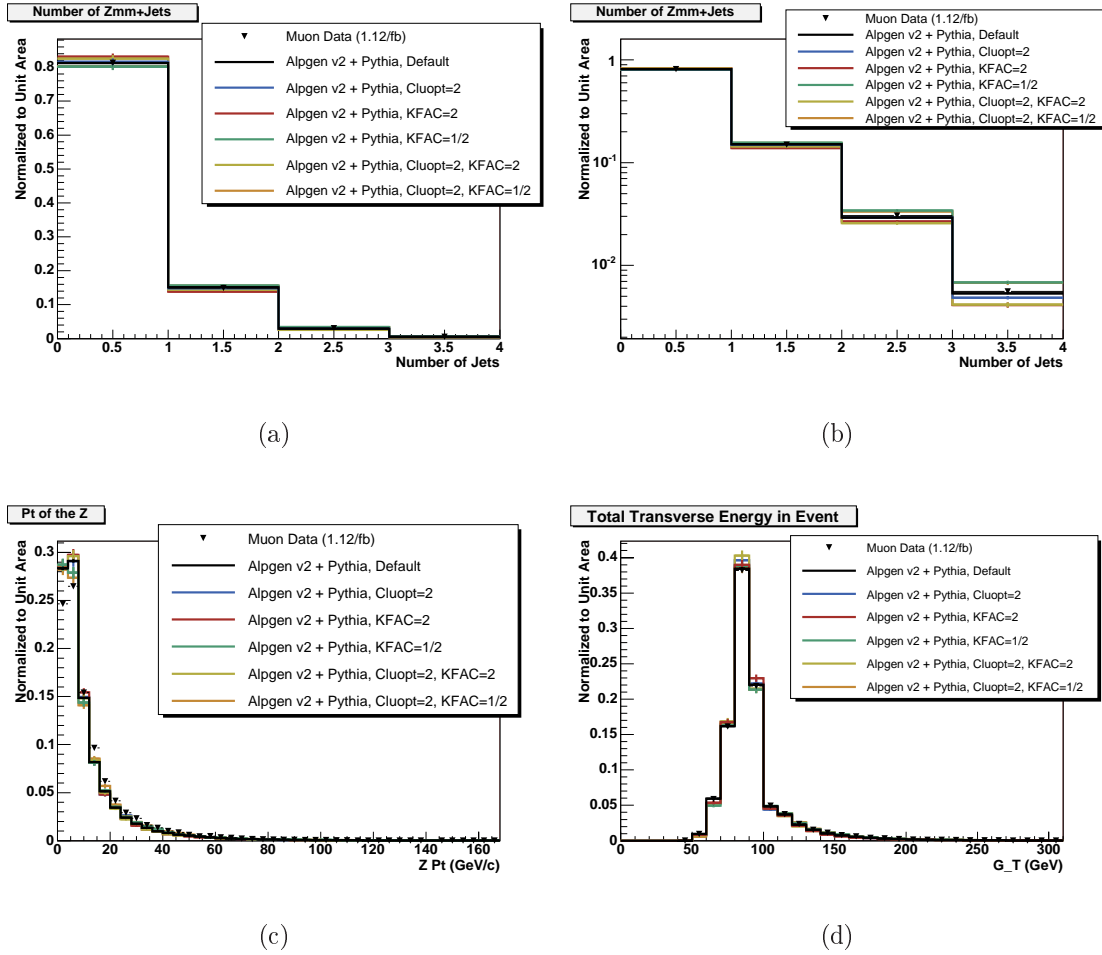 Number of Zmm+Jets
Normalized to Unit Area
Muon Data (1.12/fb)
Alpgen v2 + Pythia, Default
Alpgen v2 + Pythia, Cluopt=2
Alpgen v2 + Pythia, KFAC=2
Alpgen v2 + Pythia, KFAC=1/2
Alpgen v2 + Pythia, Cluopt=2, KFAC=2
Alpgen v2 + Pythia, Cluopt=2, KFAC=1/2
0.8
0.7
0.6
0.5
0.4
0.3
0.2
0.1
0
0 0.5 1 1.5 2 2.5 3 3.5 4
Number of Jets
(a)
Number of Zmm+Jets
Normalized to Unit Area
Muon Data (1.12/fb)
Alpgen v2 + Pythia, Default
Alpgen v2 + Pythia, Cluopt=2
Alpgen v2 + Pythia, KFAC=2
Alpgen v2 + Pythia, KFAC=1/2
Alpgen v2 + Pythia, Cluopt=2, KFAC=2
Alpgen v2 + Pythia, Cluopt=2, KFAC=1/2
1
10-1
10-2
0 0.5 1 1.5 2 2.5 3 3.5 4
Number of Jets
(b)
Pt of the Z
Normalized to Unit Area
Muon Data (1.12/fb)
Alpgen v2 + Pythia, Default
Alpgen v2 + Pythia, Cluopt=2
Alpgen v2 + Pythia, KFAC=2
Alpgen v2 + Pythia, KFAC=1/2
Alpgen v2 + Pythia, Cluopt=2, KFAC=2
Alpgen v2 + Pythia, Cluopt=2, KFAC=1/2
0.3
0.25
0.2
0.15
0.1
0.05
0
0 20 40 60 80 100 120 140 160
Z Pt (GeV/c)
(c)
Total Transverse Energy in Event
Normalized to Unit Area
Muon Data (1.12/fb)
Alpgen v2 + Pythia, Default
Alpgen v2 + Pythia, Cluopt=2
Alpgen v2 + Pythia, KFAC=2
Alpgen v2 + Pythia, KFAC=1/2
Alpgen v2 + Pythia, Cluopt=2, KFAC=2
Alpgen v2 + Pythia, Cluopt=2, KFAC=1/2
0.4
0.35
0.3
0.25
0.2
0.15
0.1
0.05
0
0 50 100 150 200 250 300
G_T (GeV)
(d)